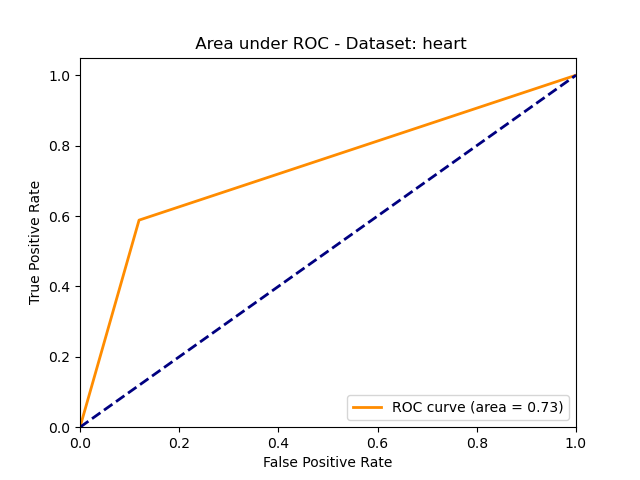 Area under ROC - Dataset: heart
True Positive Rate
1.0
0.8
0.6
0.4
0.2
0.0
0.0 0.2 0.4 0.6 0.8 1.0
False Positive Rate
ROC curve (area = 0.73)